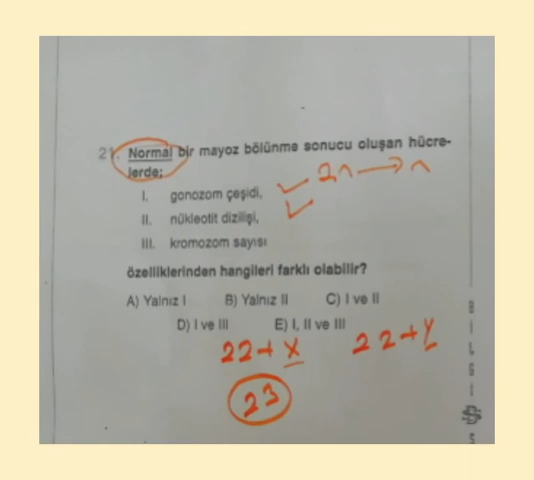 21. Normal bir mayoz bölünme sonucu oluşan hücre-
lerde;
2n → n
I. gonozom çeşidi,
II. nükleotit dizilişi,
III. kromozom sayısı
özelliklerinden hangileri farklı olabilir?
A) Yalnız I B) Yalnız II C) I ve II
D) I ve III E) I, II ve III
22+X 22+Y
23